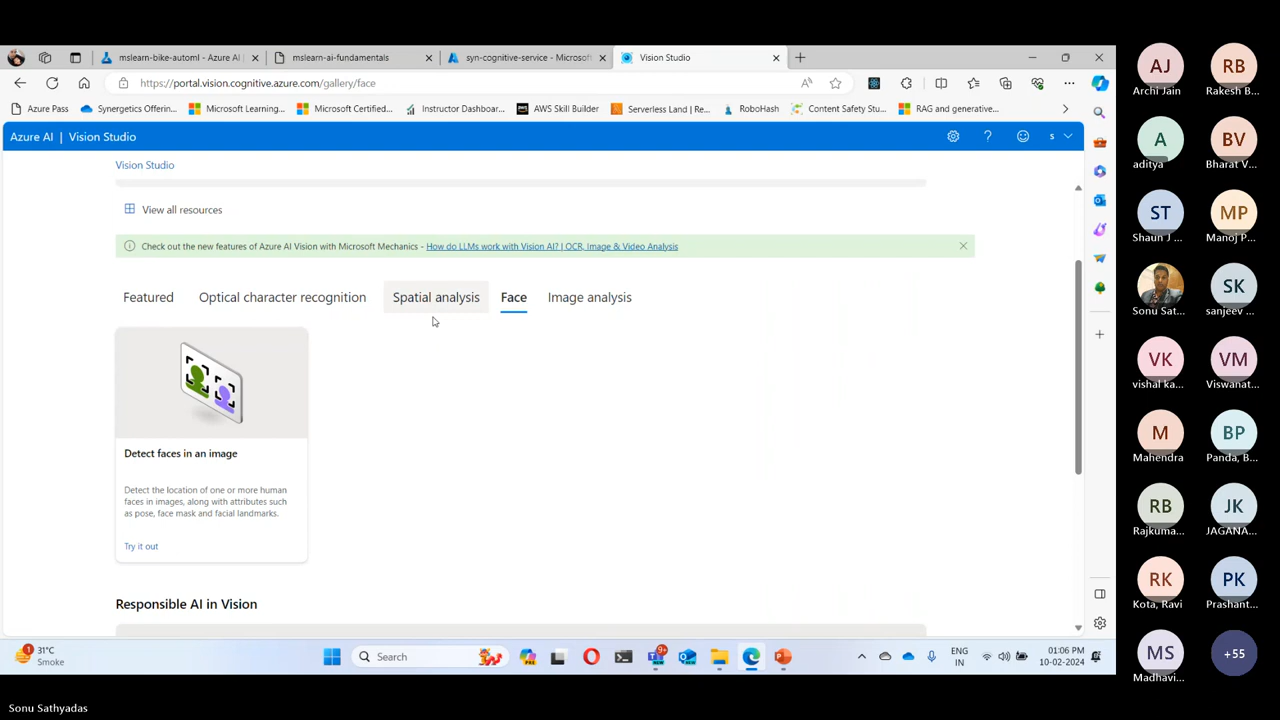 mslearn-bike-automl - Azure AI |
mslearn-ai-fundamentals
syn-cognitive-service - Microsof
Vision Studio
https://portal.vision.cognitive.azure.com/gallery/face
Azure Pass
Synergetics Offerin...
Microsoft Learning...
Microsoft Certified...
Instructor Dashboar...
AWS Skill Builder
Serverless Land | Re...
RoboHash
Content Safety Stu...
RAG and generative...
Azure AI | Vision Studio
s
Vision Studio
View all resources
Check out the new features of Azure AI Vision with Microsoft Mechanics - How do LLMs work with Vision AI? | OCR, Image & Video Analysis
Featured
Optical character recognition
Spatial analysis
Face
Image analysis
Detect faces in an image
Detect the location of one or more human
faces in images, along with attributes such
as pose, face mask and facial landmarks.
Try it out
Responsible AI in Vision
1
31°C
Smoke
Search
9+
ENG
IN
01:06 PM
10-02-2024
AJ
Archi Jain
RB
Rakesh B...
A
aditya
BV
Bharat V...
ST
Shaun J ...
MP
Manoj P...
Sonu Sat...
SK
sanjeev ...
VK
vishal ka...
VM
Viswanat...
M
Mahendra
BP
Panda, B...
RB
Rajkuma...
JK
JAGANA...
RK
Kota, Ravi
PK
Prashant...
MS
Madhavi...
+55
Sonu Sathyadas